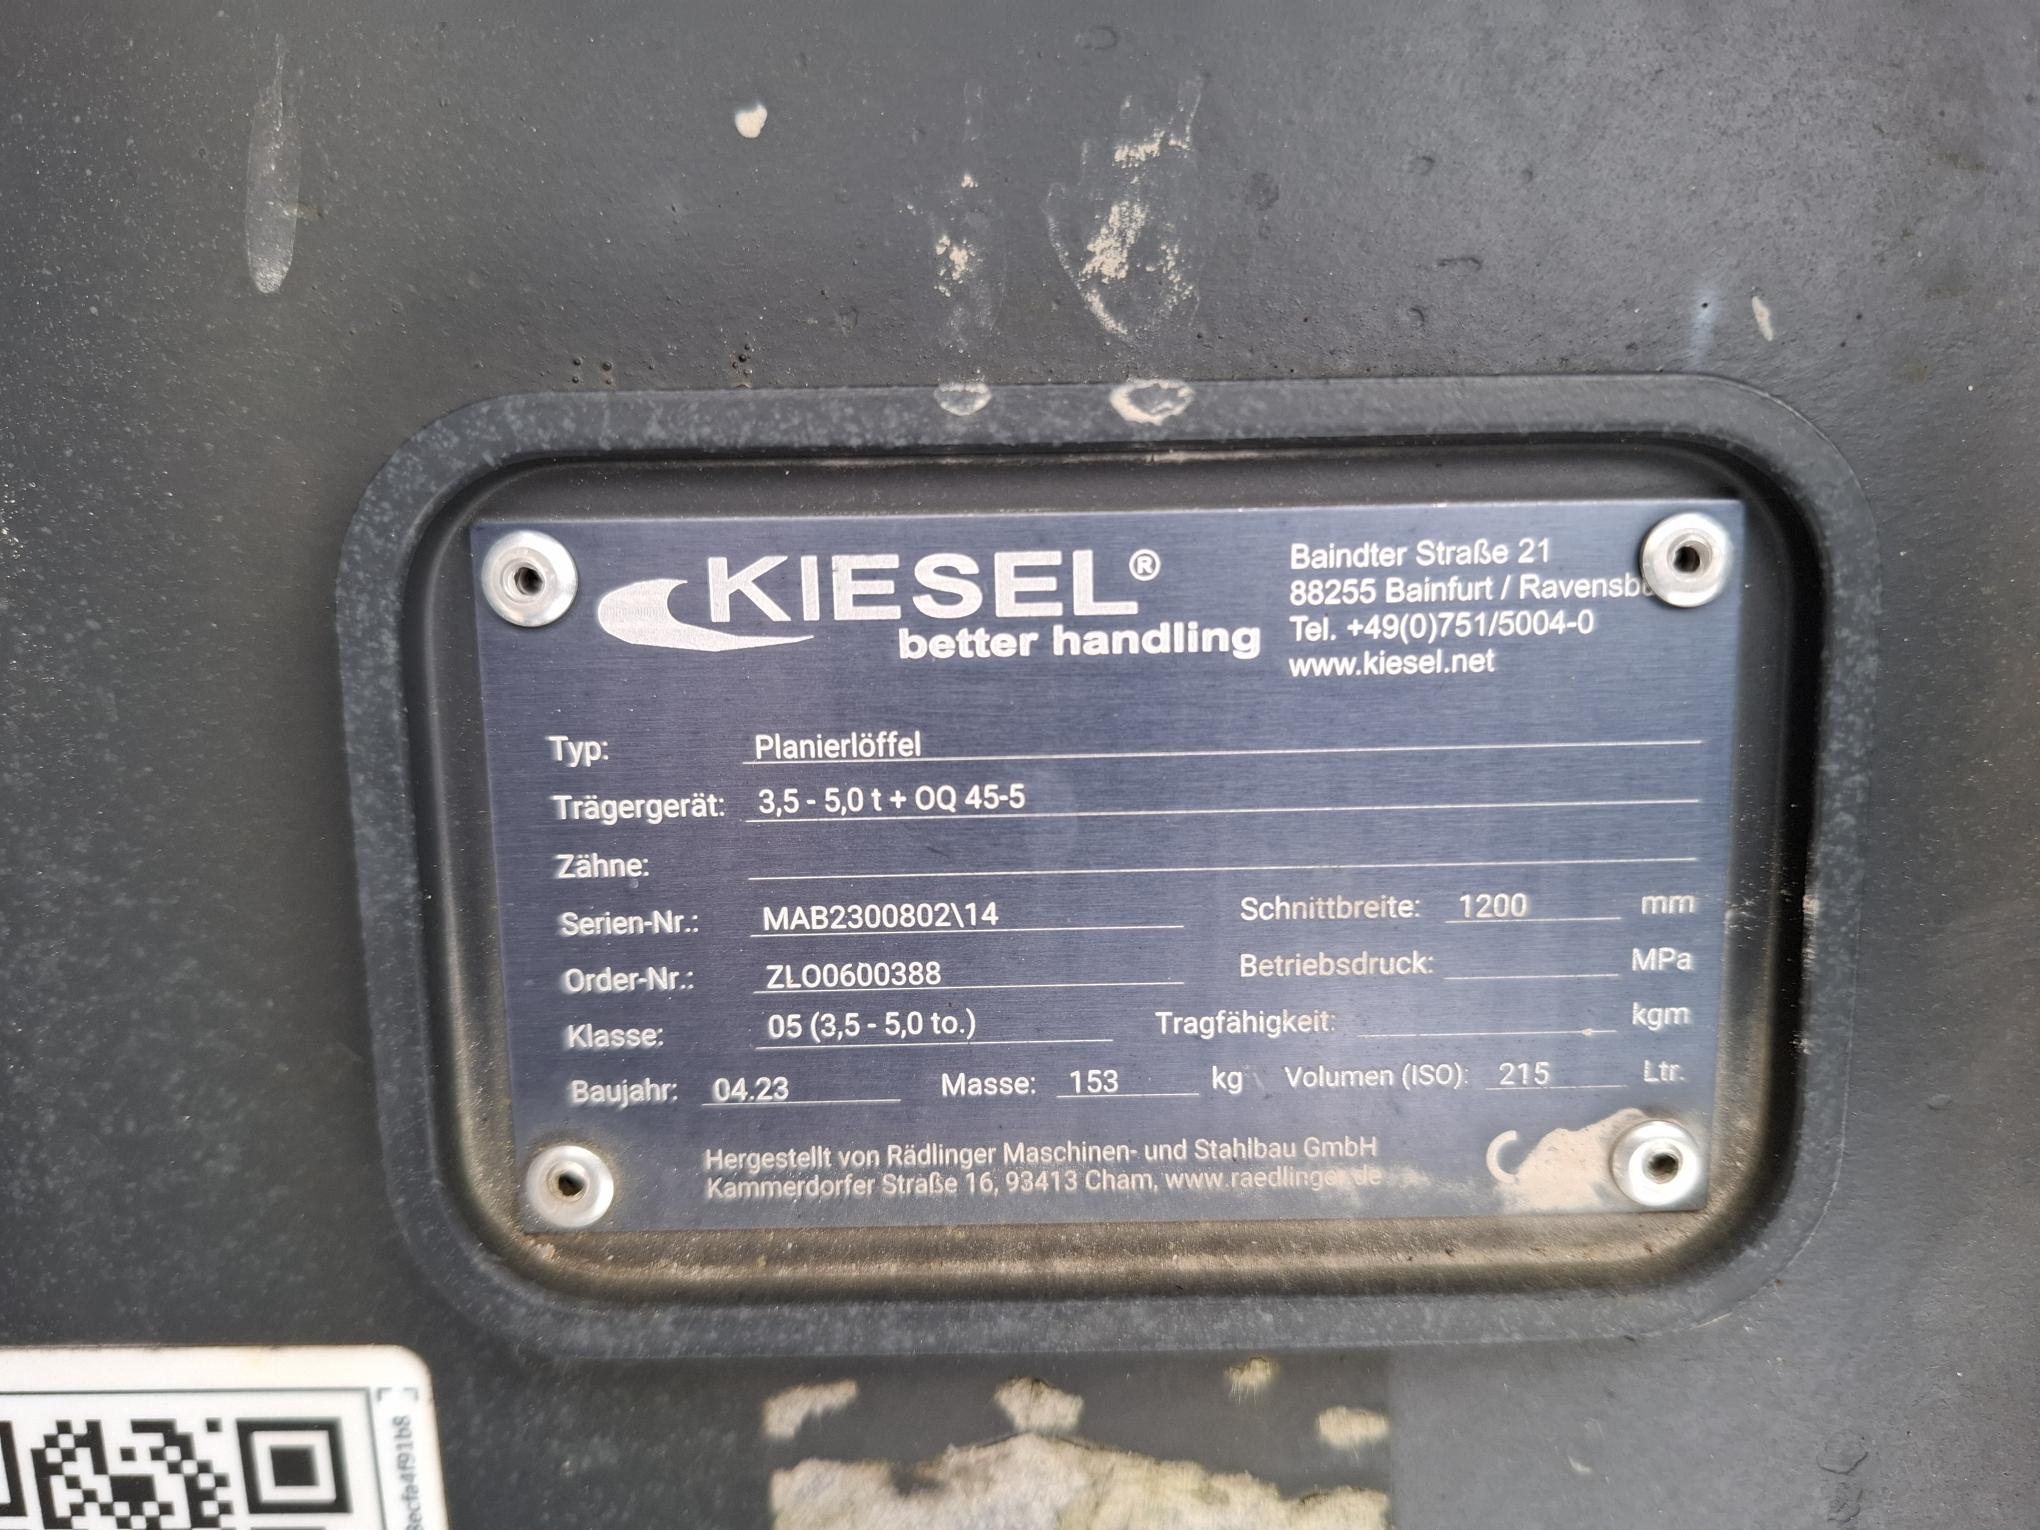 KIESEL®
better handling
Baindter Straße 21
88255 Bainfurt / Ravensbu
Tel. +49(0)751/5004-0
www.kiesel.net
Typ: Planierlöffel
Trägergerät: 3,5 - 5,0 t + OQ 45-5
Zähne:
Serien-Nr.: MAB2300802\14 Schnittbreite: 1200 mm
Order-Nr.: ZLO0600388 Betriebsdruck: MPa
Klasse: 05 (3,5 - 5,0 to.) Tragfähigkeit: kgm
Baujahr: 04.23 Masse: 153 kg Volumen (ISO): 215 Ltr.
Hergestellt von Rädlinger Maschinen- und Stahlbau GmbH
Kammerdorfer Straße 16, 93413 Cham, www.raedlinger.de